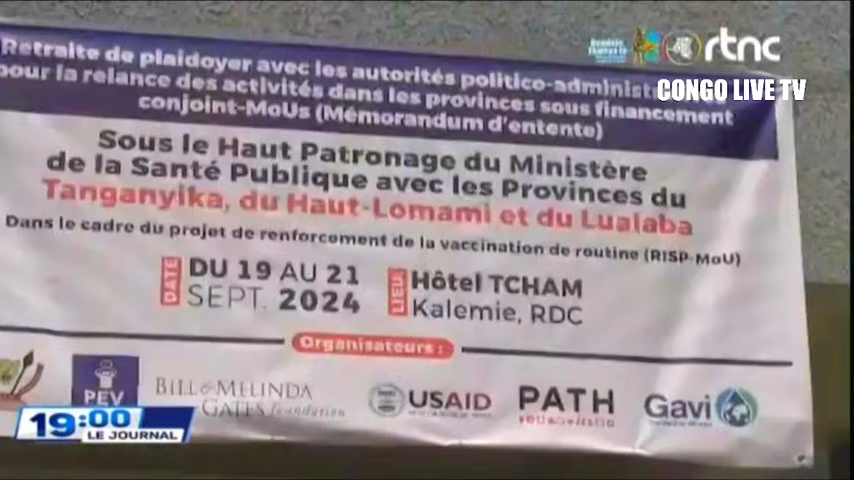 rtnc
CONGO LIVE TV
Retraite de plaidoyer avec les autorités politico-administ
pour la relance des activités dans les provinces sous financement
conjoint-MoUs (Mémorandum d'entente)
Sous le Haut Patronage du Ministère
de la Santé Publique avec les Provinces du
Tanganyika, du Haut-Lomami et du Lualaba
Dans le cadre du projet de renforcement de la vaccination de routine (RISP-MoU)
DATE
DU 19 AU 21
SEPT. 2024
LIEU:
Hôtel TCHAM
Kalemie, RDC
Organisateurs :
PEV
BILL & MELINDA
GATES foundation
USAID
PATH
Gavi
19:00
LE JOURNAL